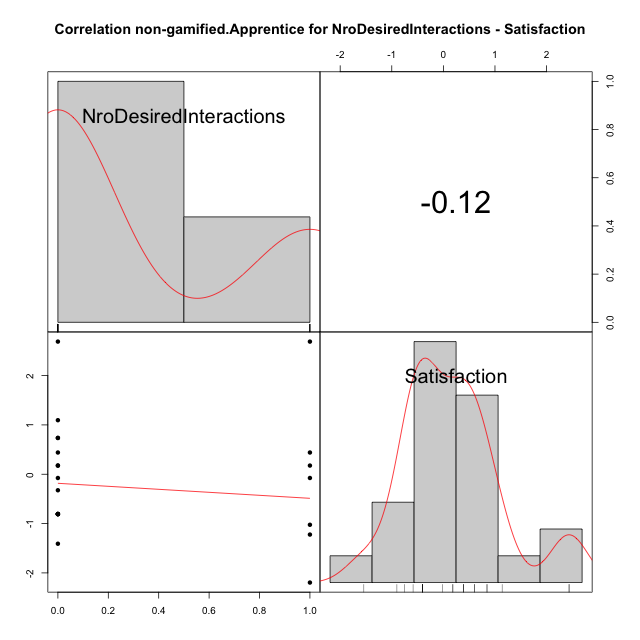 Correlation non-gamified.Apprentice for NroDesiredInteractions - Satisfaction
-2 -1 0 1 2
NroDesiredInteractions
-0.12
1.0
0.8
0.6
0.4
0.2
0.0
Satisfaction
2
1
0
-1
-2
0.0 0.2 0.4 0.6 0.8 1.0